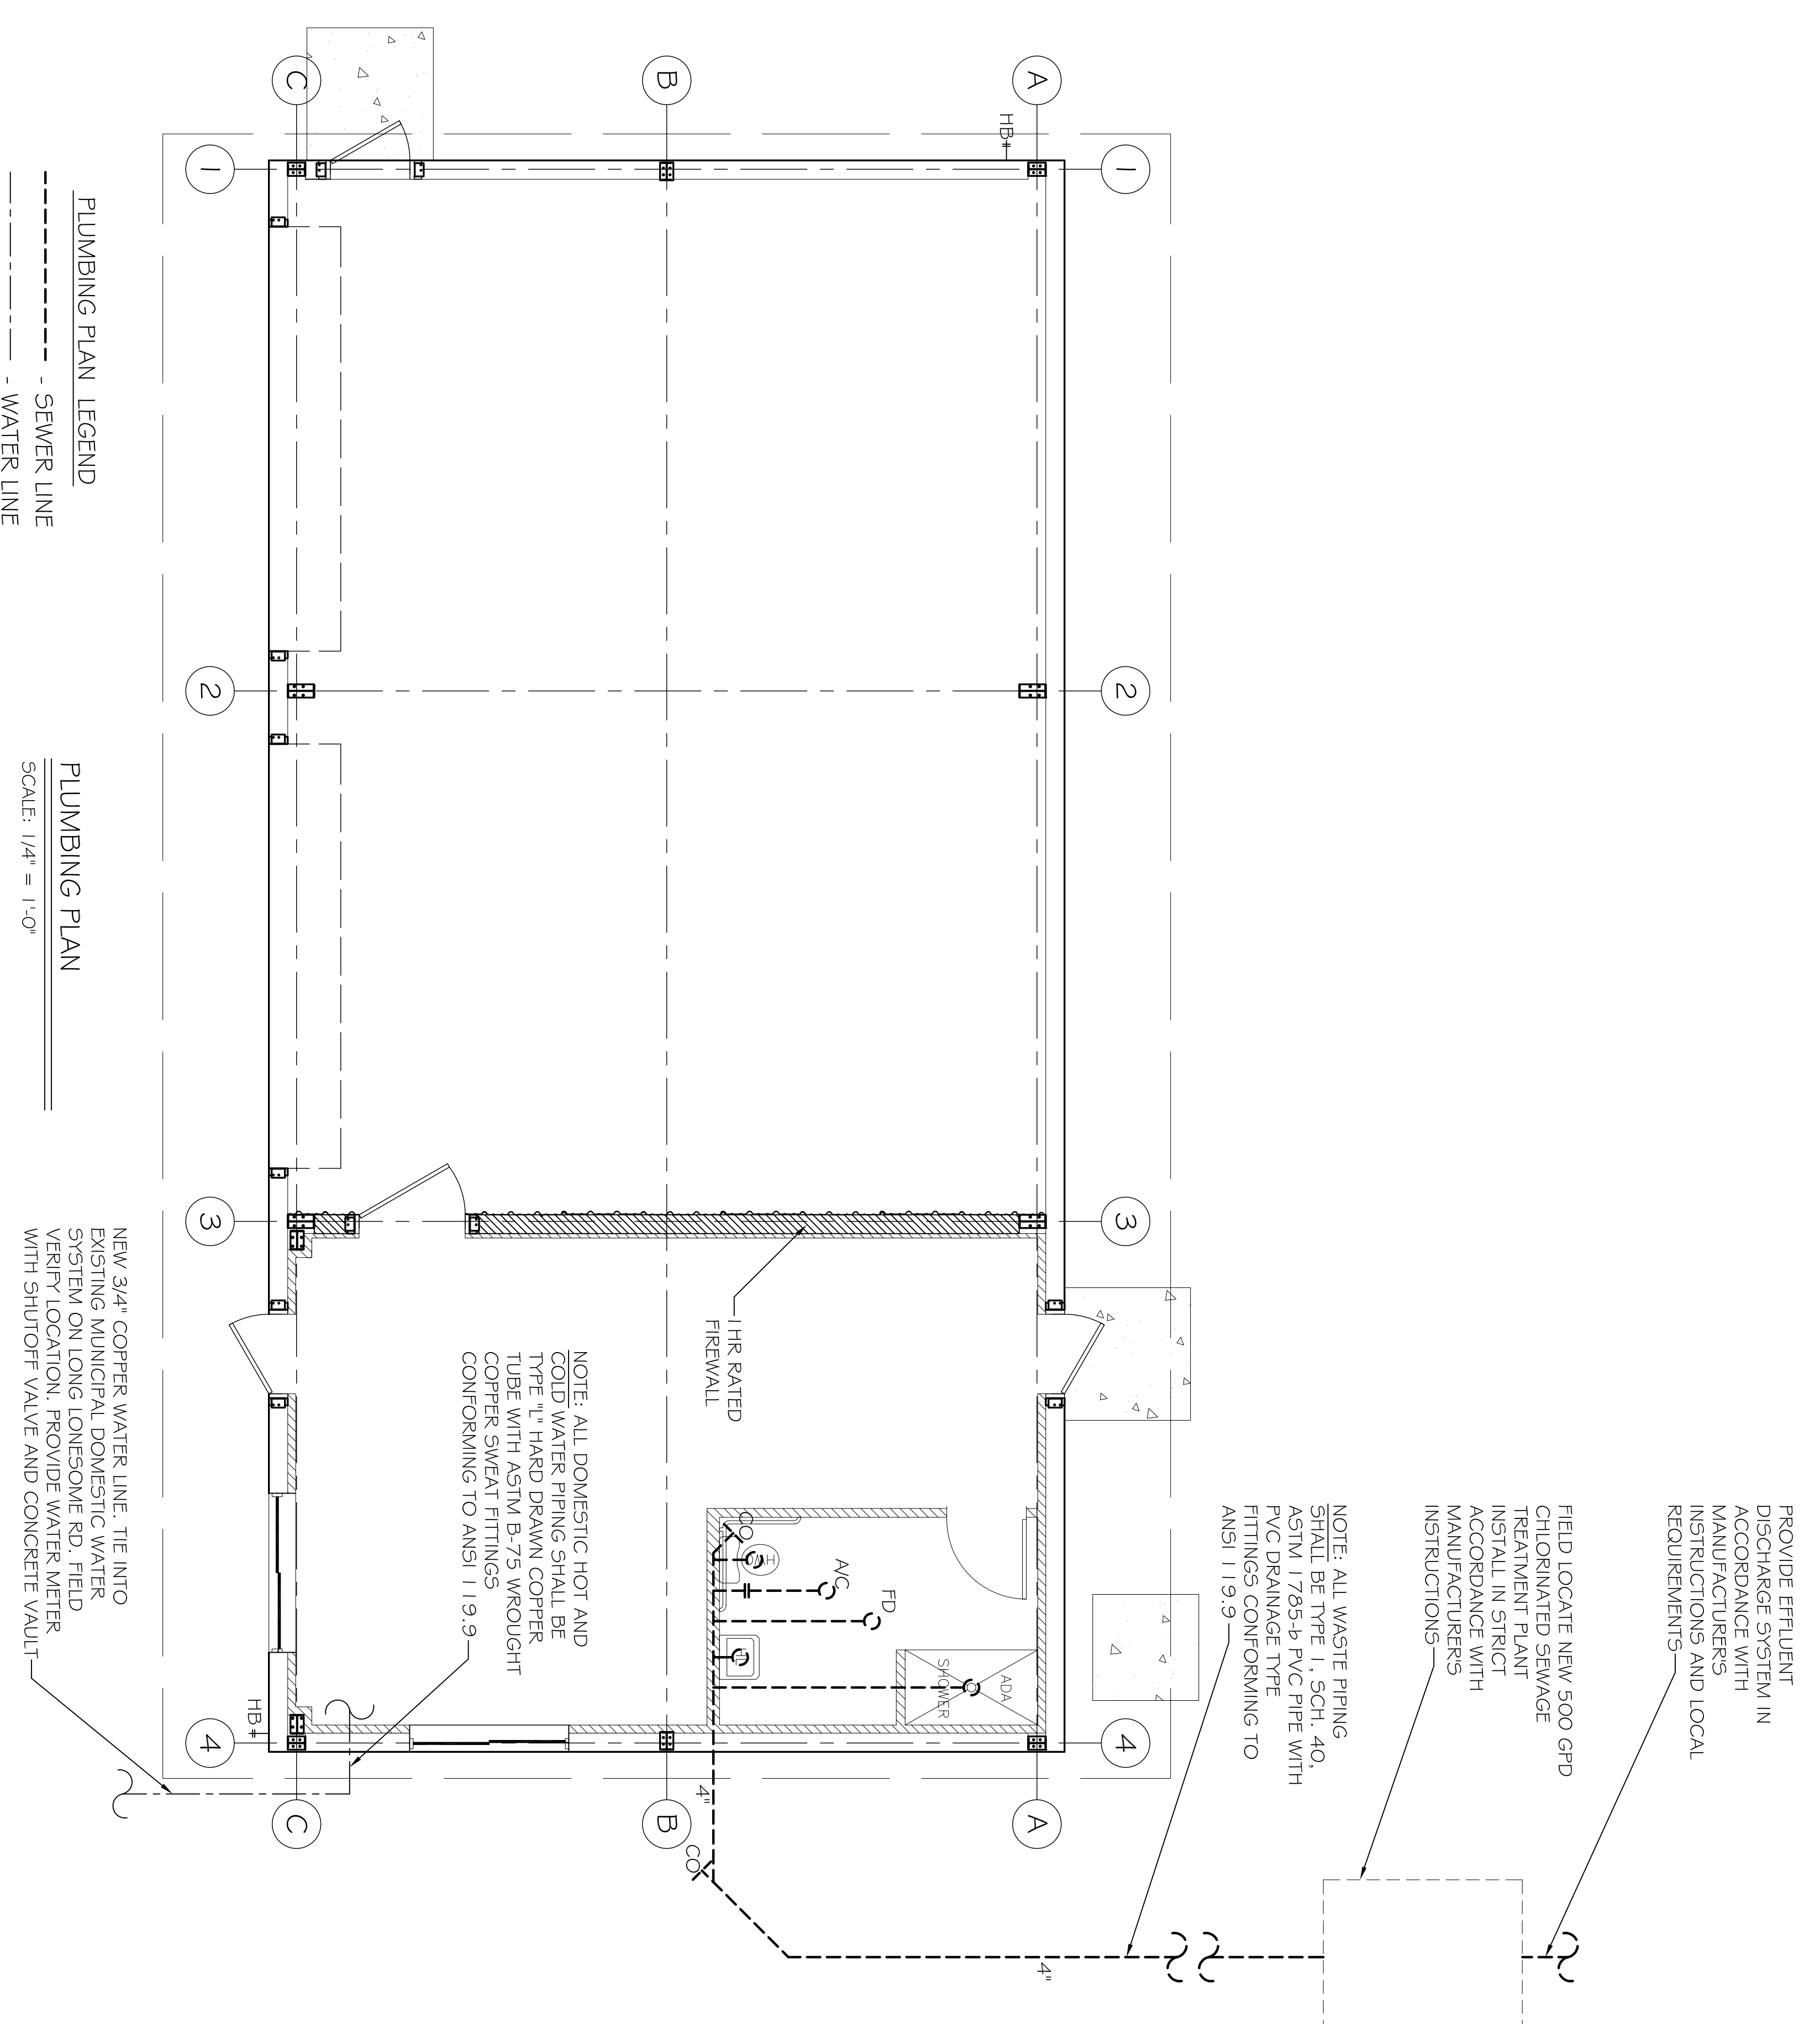 PROVIDE EFFLUENT
DISCHARGE SYSTEM IN
ACCORDANCE WITH
MANUFACTURER'S
INSTRUCTIONS AND LOCAL
REQUIREMENTS
FIELD LOCATE NEW 500 GPD
CHLORINATED SEWAGE
TREATMENT PLANT
INSTALL IN STRICT
ACCORDANCE WITH
MANUFACTURER'S
INSTRUCTIONS
NOTE: ALL WASTE PIPING
SHALL BE TYPE 1, SCH. 40,
ASTM 1785-b PVC PIPE WITH
PVC DRAINAGE TYPE
FITTINGS CONFORMING TO
ANSI 119.9
1
2
3
4
4"
A
HB
A
ADA
SHOWER
FD
A/C
HWC
HL
CO
1 HR RATED
FIREWALL
4"
CO
B
B
NOTE: ALL DOMESTIC HOT AND
COLD WATER PIPING SHALL BE
TYPE "L" HARD DRAWN COPPER
TUBE WITH ASTM B-75 WROUGHT
COPPER SWEAT FITTINGS
CONFORMING TO ANSI 119.9
C
C
HB
1
2
3
4
NEW 3/4" COPPER WATER LINE. TIE INTO
EXISTING MUNICIPAL DOMESTIC WATER
SYSTEM ON LONG LONESOME RD. FIELD
VERIFY LOCATION. PROVIDE WATER METER
WITH SHUTOFF VALVE AND CONCRETE VAULT
PLUMBING PLAN LEGEND
- SEWER LINE
- WATER LINE
PLUMBING PLAN
SCALE: 1/4" = 1'-0"